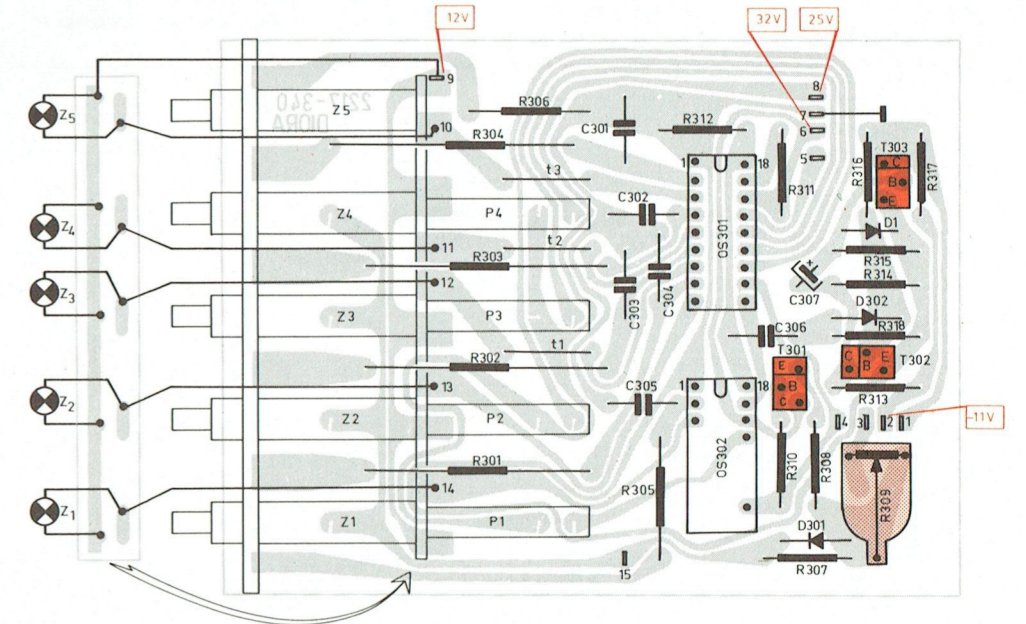 12V
32V
25V
9
8
Z5
2217-340
DIORA
Z5
R306
10
R304
C301
R312
7
6
5
1
18
R311
R316
T303
C
B
E
R317
t3
C302
Z4
Z4
P4
t2
11
R303
OS301
D1
R315
R314
C307
+
Z3
12
C303
C304
D302
R318
Z3
P3
t1
C306
T301
E
B
C
C
B
E
T302
R302
13
C305
1
18
R313
Z2
Z2
P2
4
3
2
1
-11V
R301
OS302
R310
R308
R309
14
R305
Z1
Z1
P1
D301
R307
15